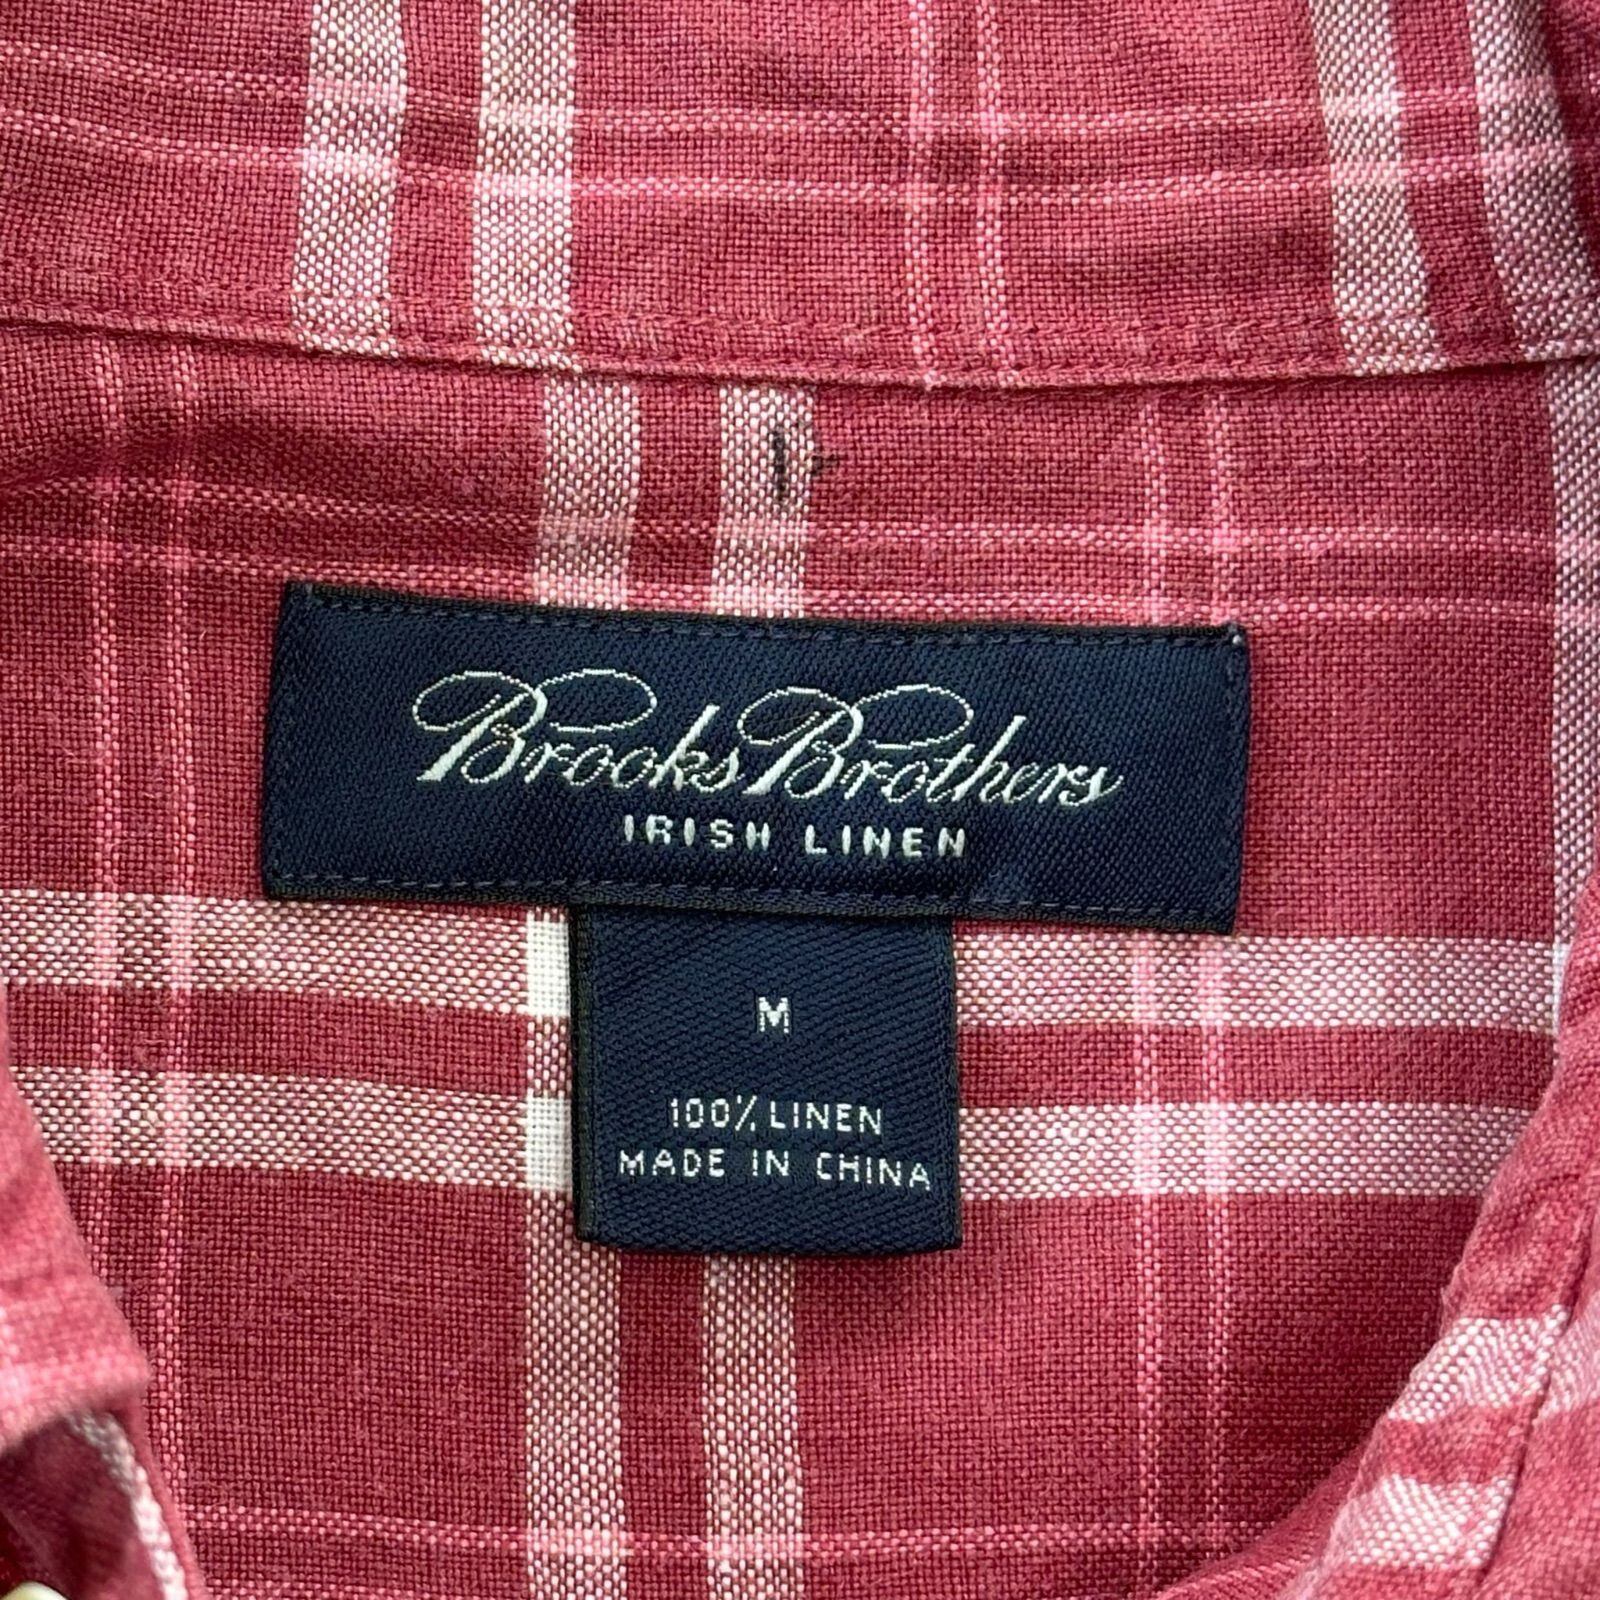 Brooks Brothers
IRISH LINEN
M
100% LINEN
MADE IN CHINA